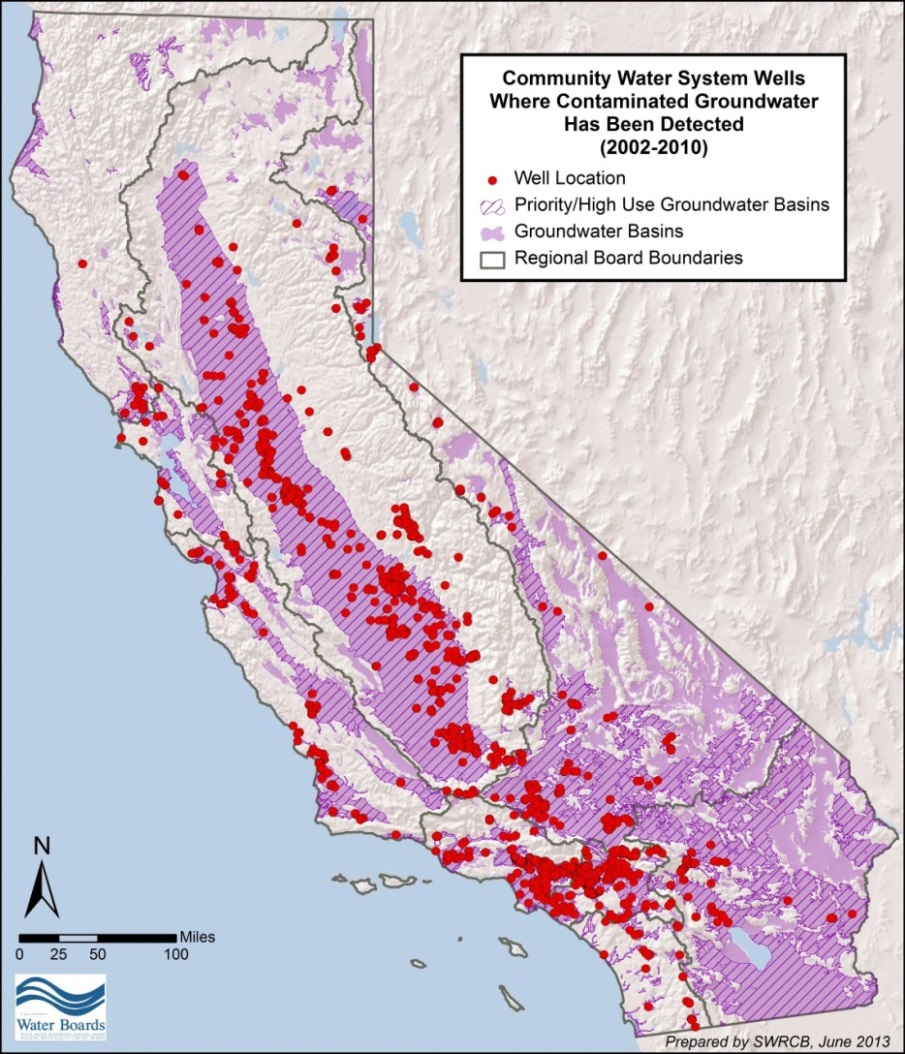 Community Water System Wells
Where Contaminated Groundwater
Has Been Detected
(2002-2010)
Well Location
Priority/High Use Groundwater Basins
Groundwater Basins
Regional Board Boundaries
N
Miles
0 25 50 100
CALIFORNIA
Water Boards
Prepared by SWRCB, June 2013